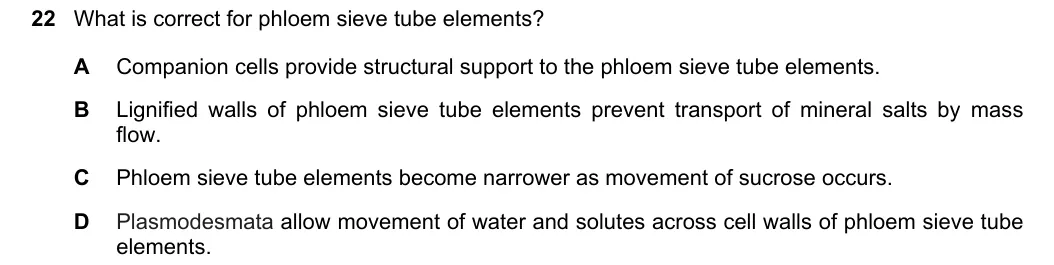 22 What is correct for phloem sieve tube elements?
A Companion cells provide structural support to the phloem sieve tube elements.
B Lignified walls of phloem sieve tube elements prevent transport of mineral salts by mass
flow.
C Phloem sieve tube elements become narrower as movement of sucrose occurs.
D Plasmodesmata allow movement of water and solutes across cell walls of phloem sieve tube
elements.